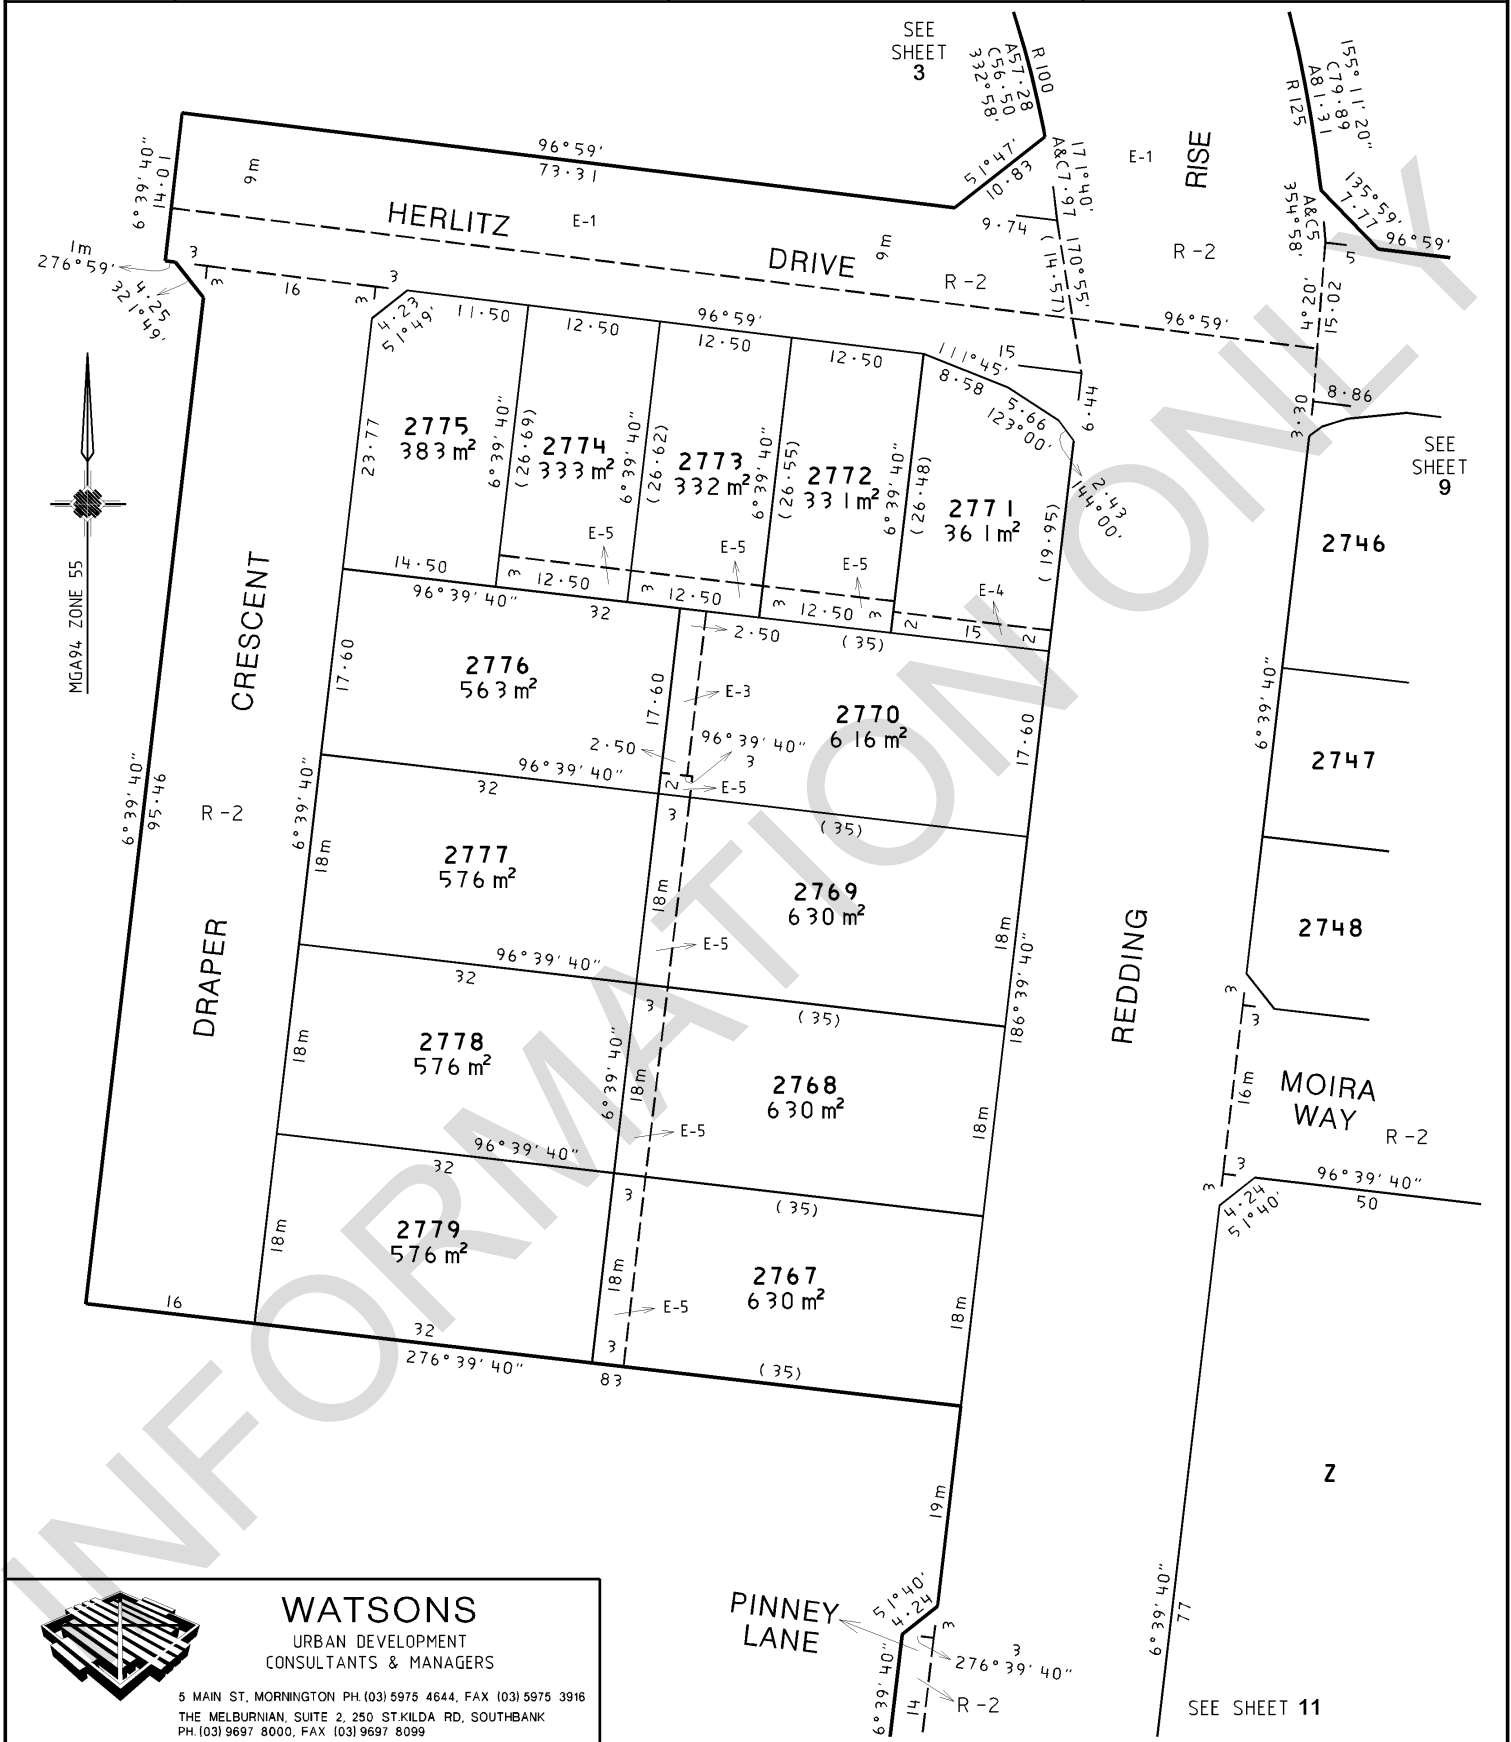 SEE
SHEET
3
R 100
A57·28
C56·50
332°58'
155°11'20"
C79·89
A81·31
R 125
96°59'
73·31
14·01
6°39'40"
9m
HERLITZ
E-1
DRIVE
9m
R-2
51°47'
10·83
171°40'
A&C7·97
9·74
170°55'
(14·57)
E-1
RISE
R-2
A&C5
354°58'
135°59'
7·77
96°59'
5
4°20'
15·02
96°59'
1m
276°59'
4·25
321°49'
3
3
16
3
3
4·23
51°49'
11·50
12·50
96°59'
12·50
12·50
111°45'
8·58
15
5·66
123°00'
9·44
2·43
144°00'
3·30
8·86
SEE
SHEET
9
23·77
2775
383 m²
6°39'40"
(26·69)
2774
333 m²
6°39'40"
(26·62)
2773
332 m²
6°39'40"
(26·55)
2772
331 m²
6°39'40"
(26·48)
2771
361 m²
(19·95)
2746
E-5
E-5
E-5
E-4
14·50
96°39'40"
3
12·50
32
3
12·50
3
12·50
3
2
15
2
MGA94 ZONE 55
CRESCENT
17·60
2776
563 m²
17·60
2·50
(35)
E-3
2770
616 m²
17·60
6°39'40"
2747
2·50
96°39'40"
3
96°39'40"
2
E-5
6°39'40"
95·46
R-2
6°39'40"
32
3
(35)
18m
2777
576 m²
18m
2769
630 m²
18m
2748
E-5
186°39'40"
REDDING
DRAPER
96°39'40"
32
3
(35)
18m
2778
576 m²
6°39'40"
18m
2768
630 m²
18m
E-5
3
3
16m
MOIRA
WAY
R-2
3
3
96°39'40"
50
4·24
51°40'
96°39'40"
32
3
(35)
18m
2779
576 m²
18m
2767
630 m²
18m
E-5
16
32
276°39'40"
3
83
(35)
Z
19m
PINNEY
LANE
51°40'
4·24
3
3
276°39'40"
6°39'40"
14
R-2
6°39'40"
77
SEE SHEET 11
WATSONS
URBAN DEVELOPMENT
CONSULTANTS & MANAGERS
5 MAIN ST, MORNINGTON PH.(03) 5975 4644, FAX (03) 5975 3916
THE MELBURNIAN, SUITE 2, 250 ST.KILDA RD, SOUTHBANK
PH.(03) 9697 8000, FAX (03) 9697 8099
INFORMATION ONLY